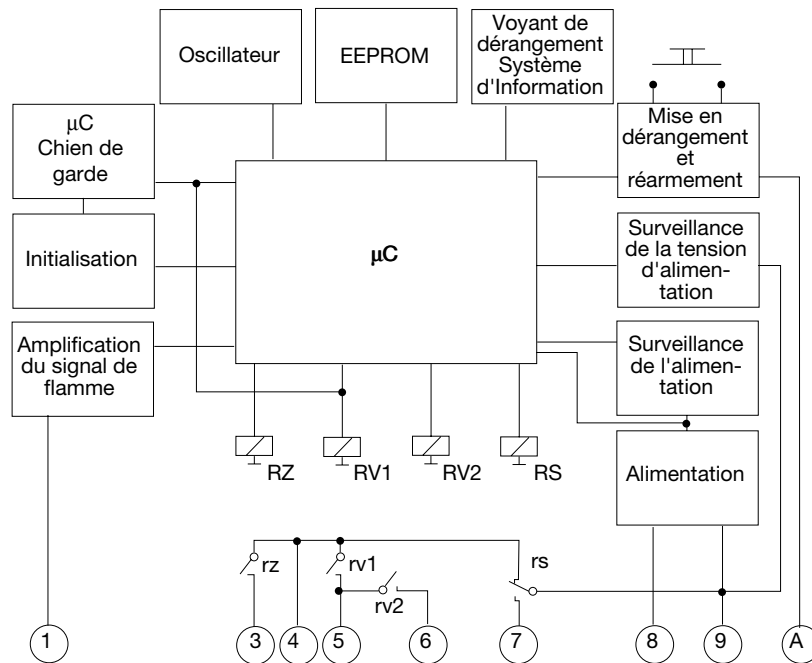 Oscillateur
EEPROM
Voyant de
dérangement
Système
d'Information
µC
Chien de
garde
Mise en
dérangement
et
réarmement
Initialisation
µC
Surveillance
de la tension
d'alimen-
tation
Amplification
du signal de
flamme
Surveillance
de l'alimen-
tation
RZ
RV1
RV2
RS
Alimentation
rz
rv1
rv2
rs
1
3
4
5
6
7
8
9
A